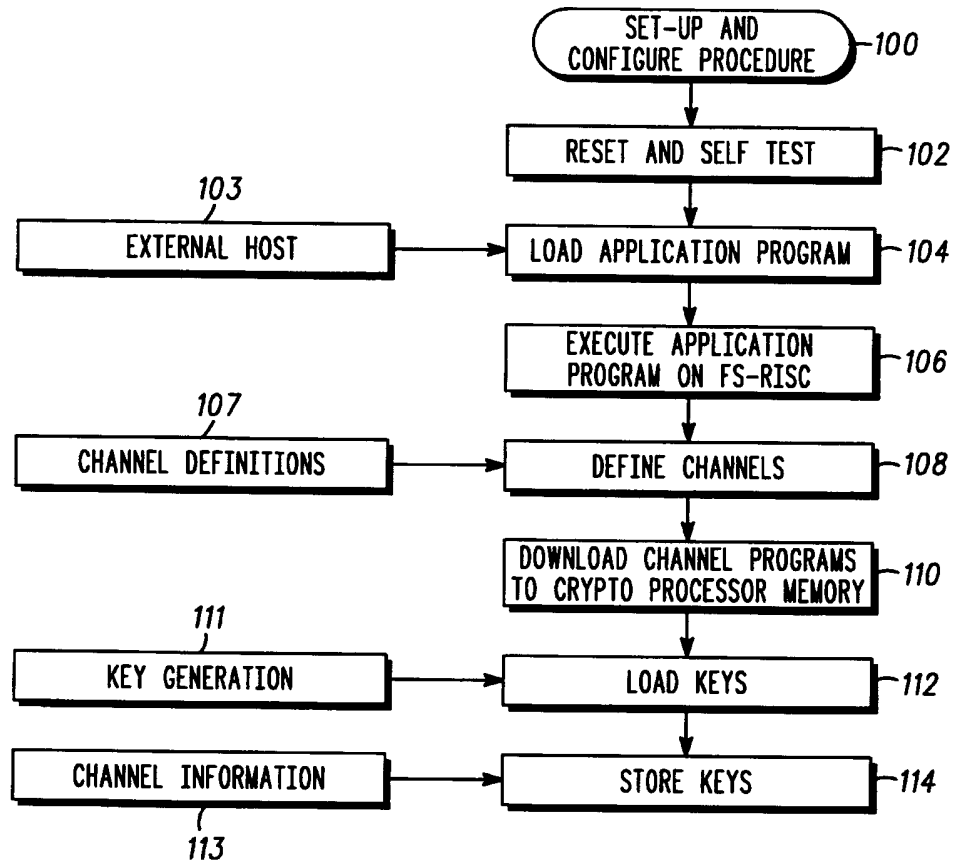 SET-UP AND
CONFIGURE PROCEDURE
100
RESET AND SELF TEST
102
103
EXTERNAL HOST
LOAD APPLICATION PROGRAM
104
EXECUTE APPLICATION
PROGRAM ON FS-RISC
106
107
CHANNEL DEFINITIONS
DEFINE CHANNELS
108
DOWNLOAD CHANNEL PROGRAMS
TO CRYPTO PROCESSOR MEMORY
110
111
KEY GENERATION
LOAD KEYS
112
CHANNEL INFORMATION
STORE KEYS
114
113